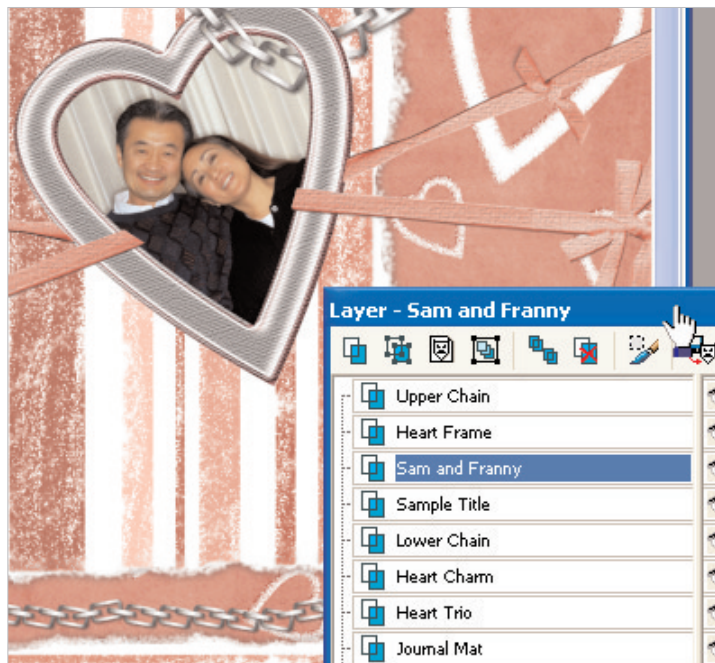 Layer - Sam and Franny
Upper Chain
Heart Frame
Sam and Franny
Sample Title
Lower Chain
Heart Charm
Heart Trio
Journal Mat